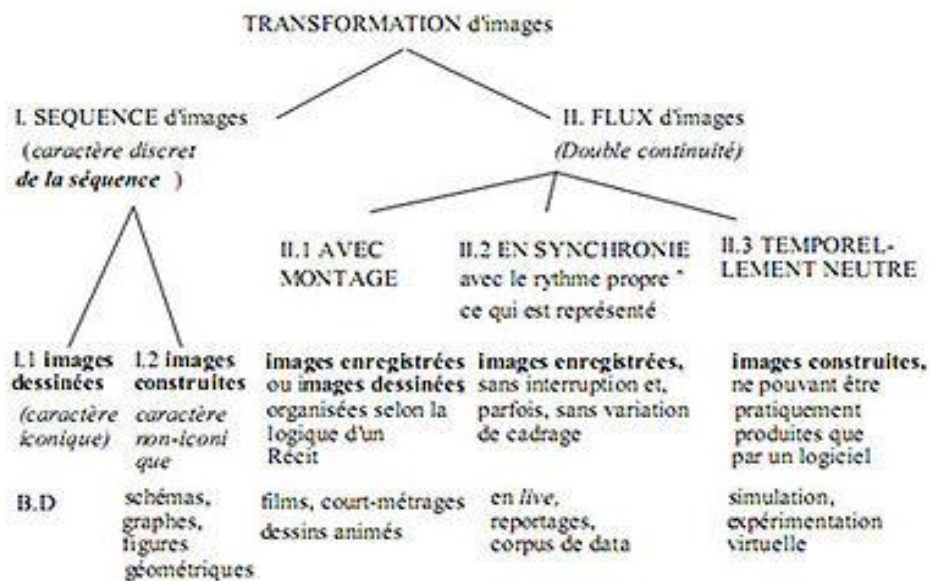 TRANSFORMATION d'images
I. SEQUENCE d'images
(caractère discret
de la séquence )
II. FLUX d'images
(Double continuité)
II.1 AVEC
MONTAGE
II.2 EN SYNCHRONIE
avec le rythme propre "
ce qui est représenté
II.3 TEMPOREL-
LEMENT NEUTRE
I.1 images
dessinées
(caractère
iconique)
I.2 images
construites
caractère
non-iconi
que
images enregistrées
ou images dessinées
organisées selon la
logique d'un
Récit
images enregistrées,
sans interruption et,
parfois, sans variation
de cadrage
images construites,
ne pouvant être
pratiquement
produites que
par un logiciel
B.D
schémas,
graphes,
figures
géométriques
films, court-métrages
dessins animés
en live,
reportages,
corpus de data
simulation,
expérimentation
virtuelle